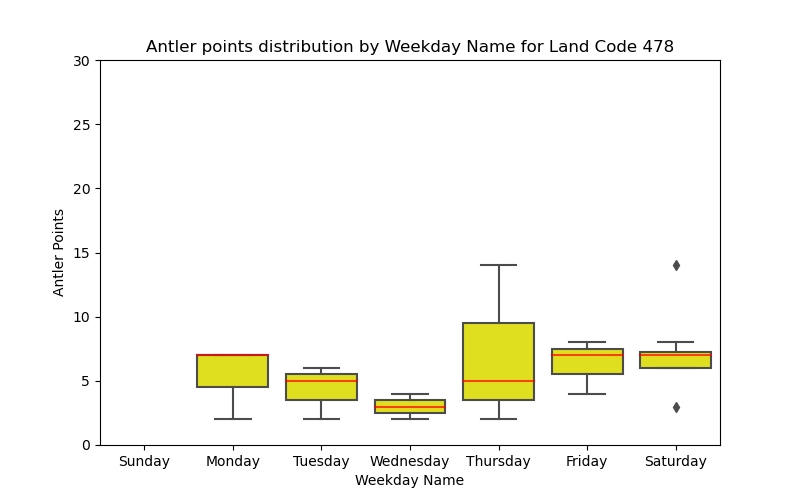 Antler points distribution by Weekday Name for Land Code 478
30
25
20
15
10
5
0
Antler Points
Sunday Monday Tuesday Wednesday Thursday Friday Saturday
Weekday Name